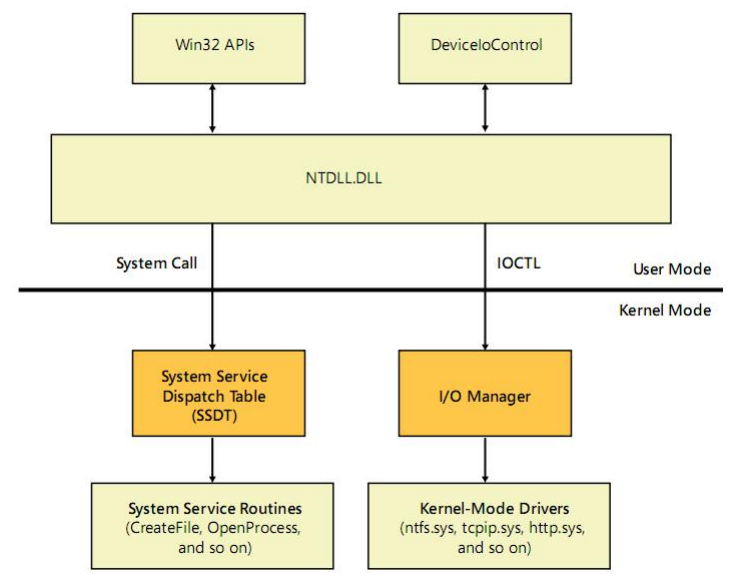 Win32 APIs
DeviceIoControl
NTDLL.DLL
System Call
IOCTL
User Mode
Kernel Mode
System Service
Dispatch Table
(SSDT)
I/O Manager
System Service Routines
(CreateFile, OpenProcess,
and so on)
Kernel-Mode Drivers
(ntfs.sys, tcpip.sys, http.sys,
and so on)